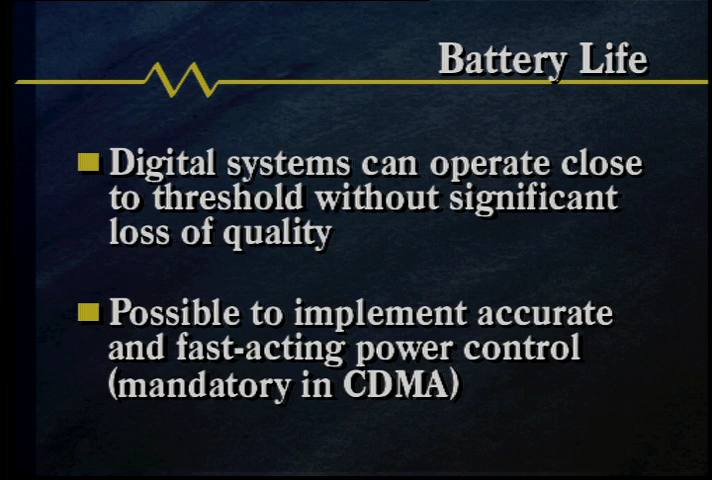 Battery Life
Digital systems can operate close
to threshold without significant
loss of quality
Possible to implement accurate
and fast-acting power control
(mandatory in CDMA)